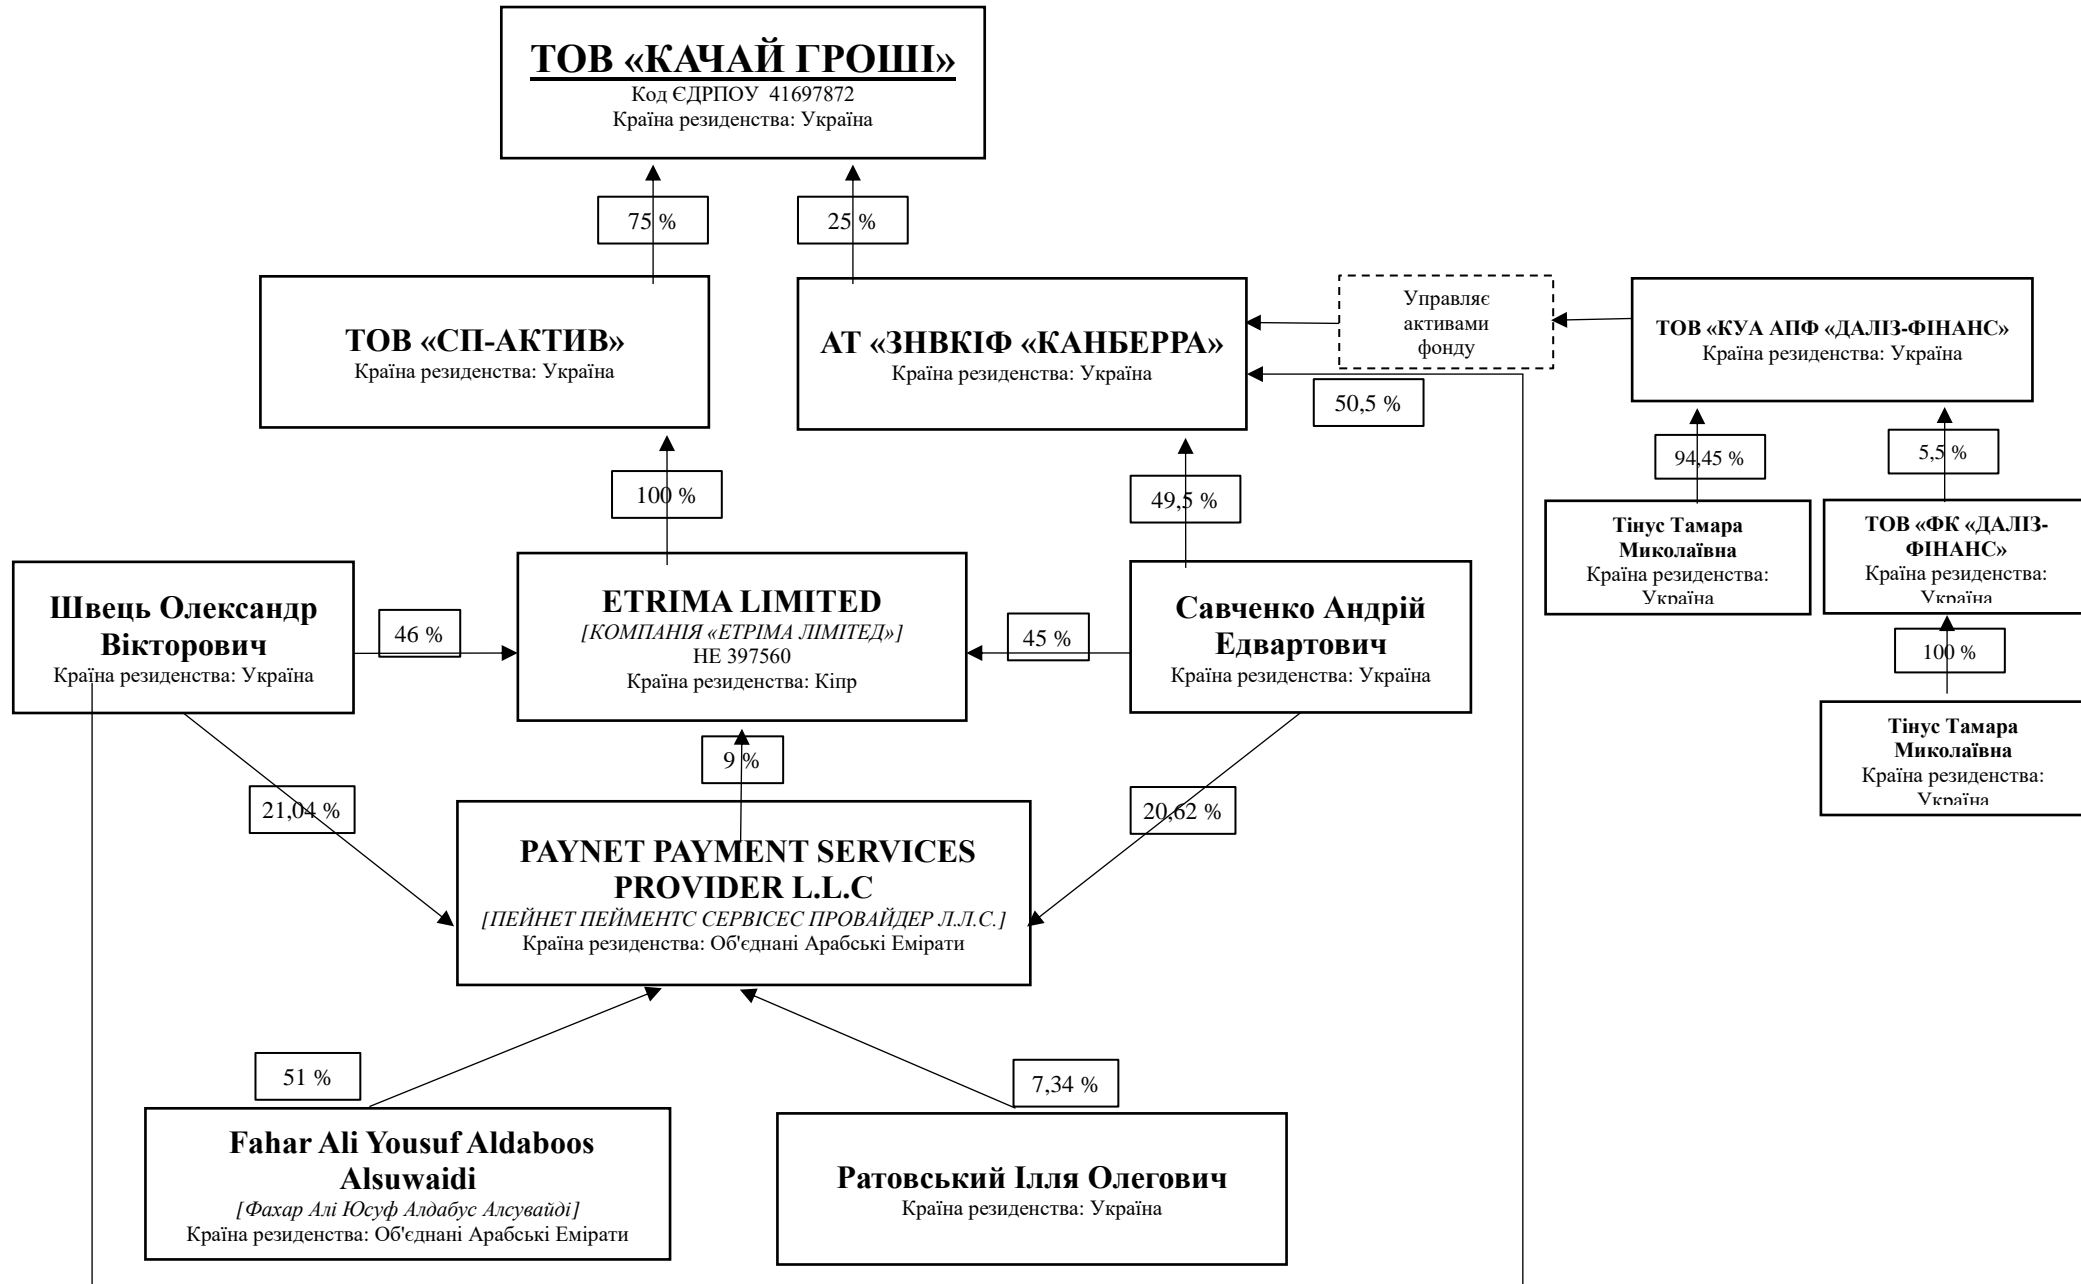 ТОВ «КАЧАЙ ГРОШІ»
Код ЄДРПОУ 41697872
Країна резиденства: Україна
75 %
25 %
ТОВ «СП-АКТИВ»
Країна резиденства: Україна
АТ «ЗНВКІФ «КАНБЕРРА»
Країна резиденства: Україна
Управляє
активами
фонду
ТОВ «КУА АПФ «ДАЛІЗ-ФІНАНС»
Країна резиденства: Україна
50,5 %
100 %
49,5 %
94,45 %
5,5 %
Тінус Тамара
Миколаївна
Країна резиденства:
Україна
ТОВ «ФК «ДАЛІЗ-
ФІНАНС»
Країна резиденства:
Україна
Швець Олександр
Вікторович
Країна резиденства: Україна
46 %
ETRIMA LIMITED
[КОМПАНІЯ «ЕТРІМА ЛІМІТЕД»]
НЕ 397560
Країна резиденства: Кіпр
45 %
Савченко Андрій
Едвартович
Країна резиденства: Україна
100 %
Тінус Тамара
Миколаївна
Країна резиденства:
Україна
9 %
21,04 %
20,62 %
PAYNET PAYMENT SERVICES
PROVIDER L.L.C
[ПЕЙНЕТ ПЕЙМЕНТС СЕРВІСЕС ПРОВАЙДЕР Л.Л.С.]
Країна резиденства: Об'єднані Арабські Емірати
51 %
7,34 %
Fahar Ali Yousuf Aldaboos
Alsuwaidi
[Фахар Алі Юсуф Алдабус Алсувайді]
Країна резиденства: Об'єднані Арабські Емірати
Ратовський Ілля Олегович
Країна резиденства: Україна